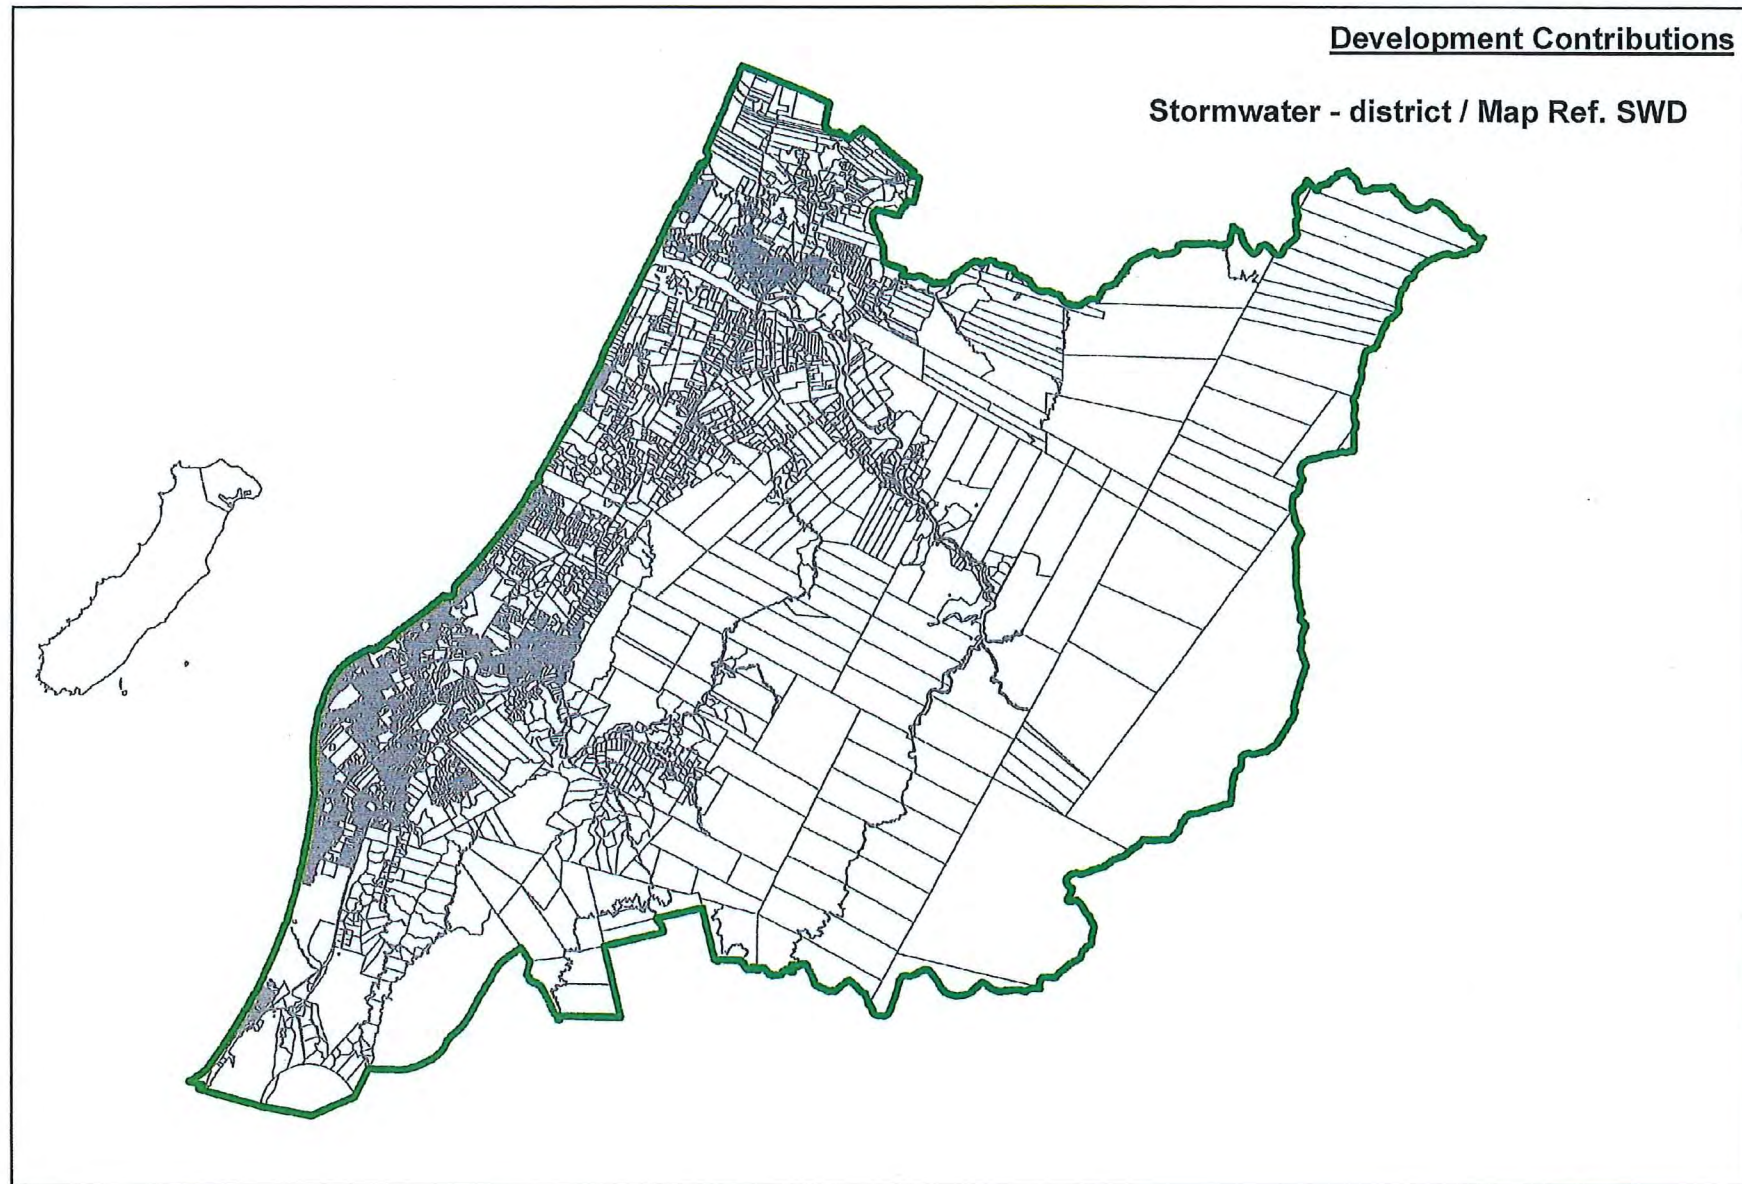 Development Contributions
Stormwater - district / Map Ref. SWD